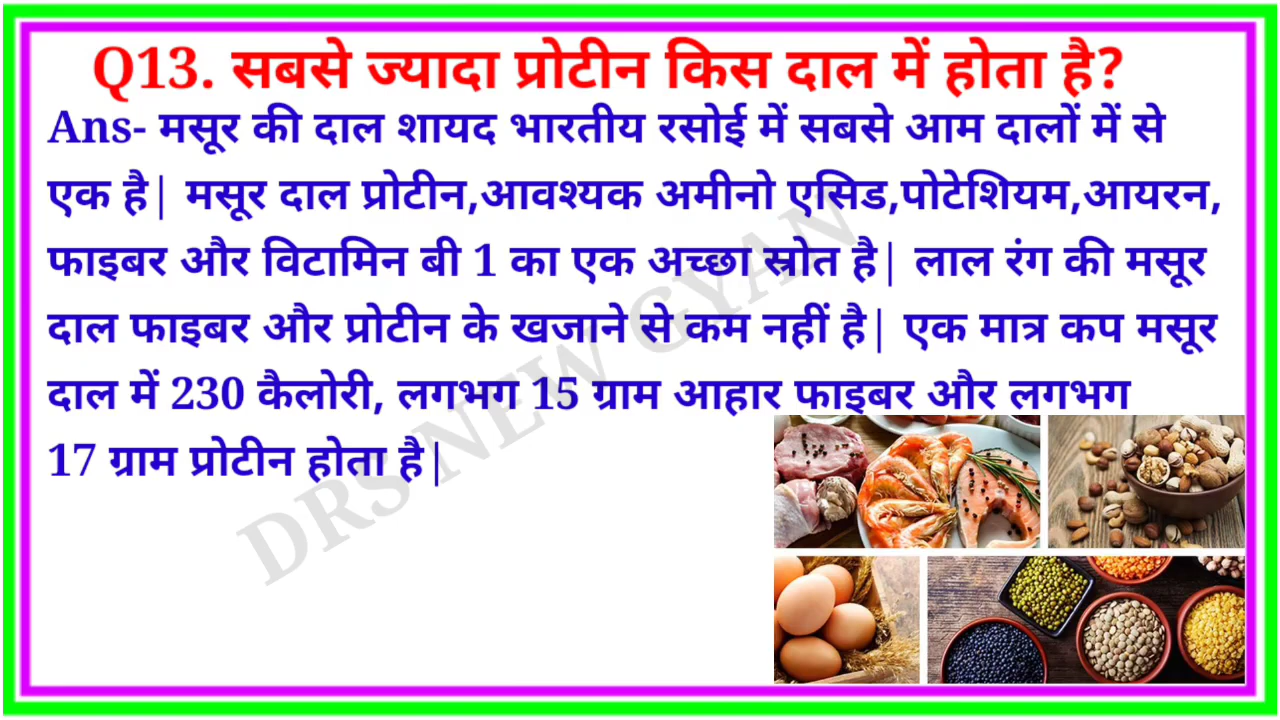 Q13. सबसे ज्यादा प्रोटीन किस दाल में होता है?
Ans- मसूर की दाल शायद भारतीय रसोई में सबसे आम दालों में से
एक है| मसूर दाल प्रोटीन,आवश्यक अमीनो एसिड,पोटेशियम,आयरन,
फाइबर और विटामिन बी 1 का एक अच्छा स्रोत है| लाल रंग की मसूर
दाल फाइबर और प्रोटीन के खजाने से कम नहीं है| एक मात्र कप मसूर
दाल में 230 कैलोरी, लगभग 15 ग्राम आहार फाइबर और लगभग
17 ग्राम प्रोटीन होता है|
DRS NEW GYAN